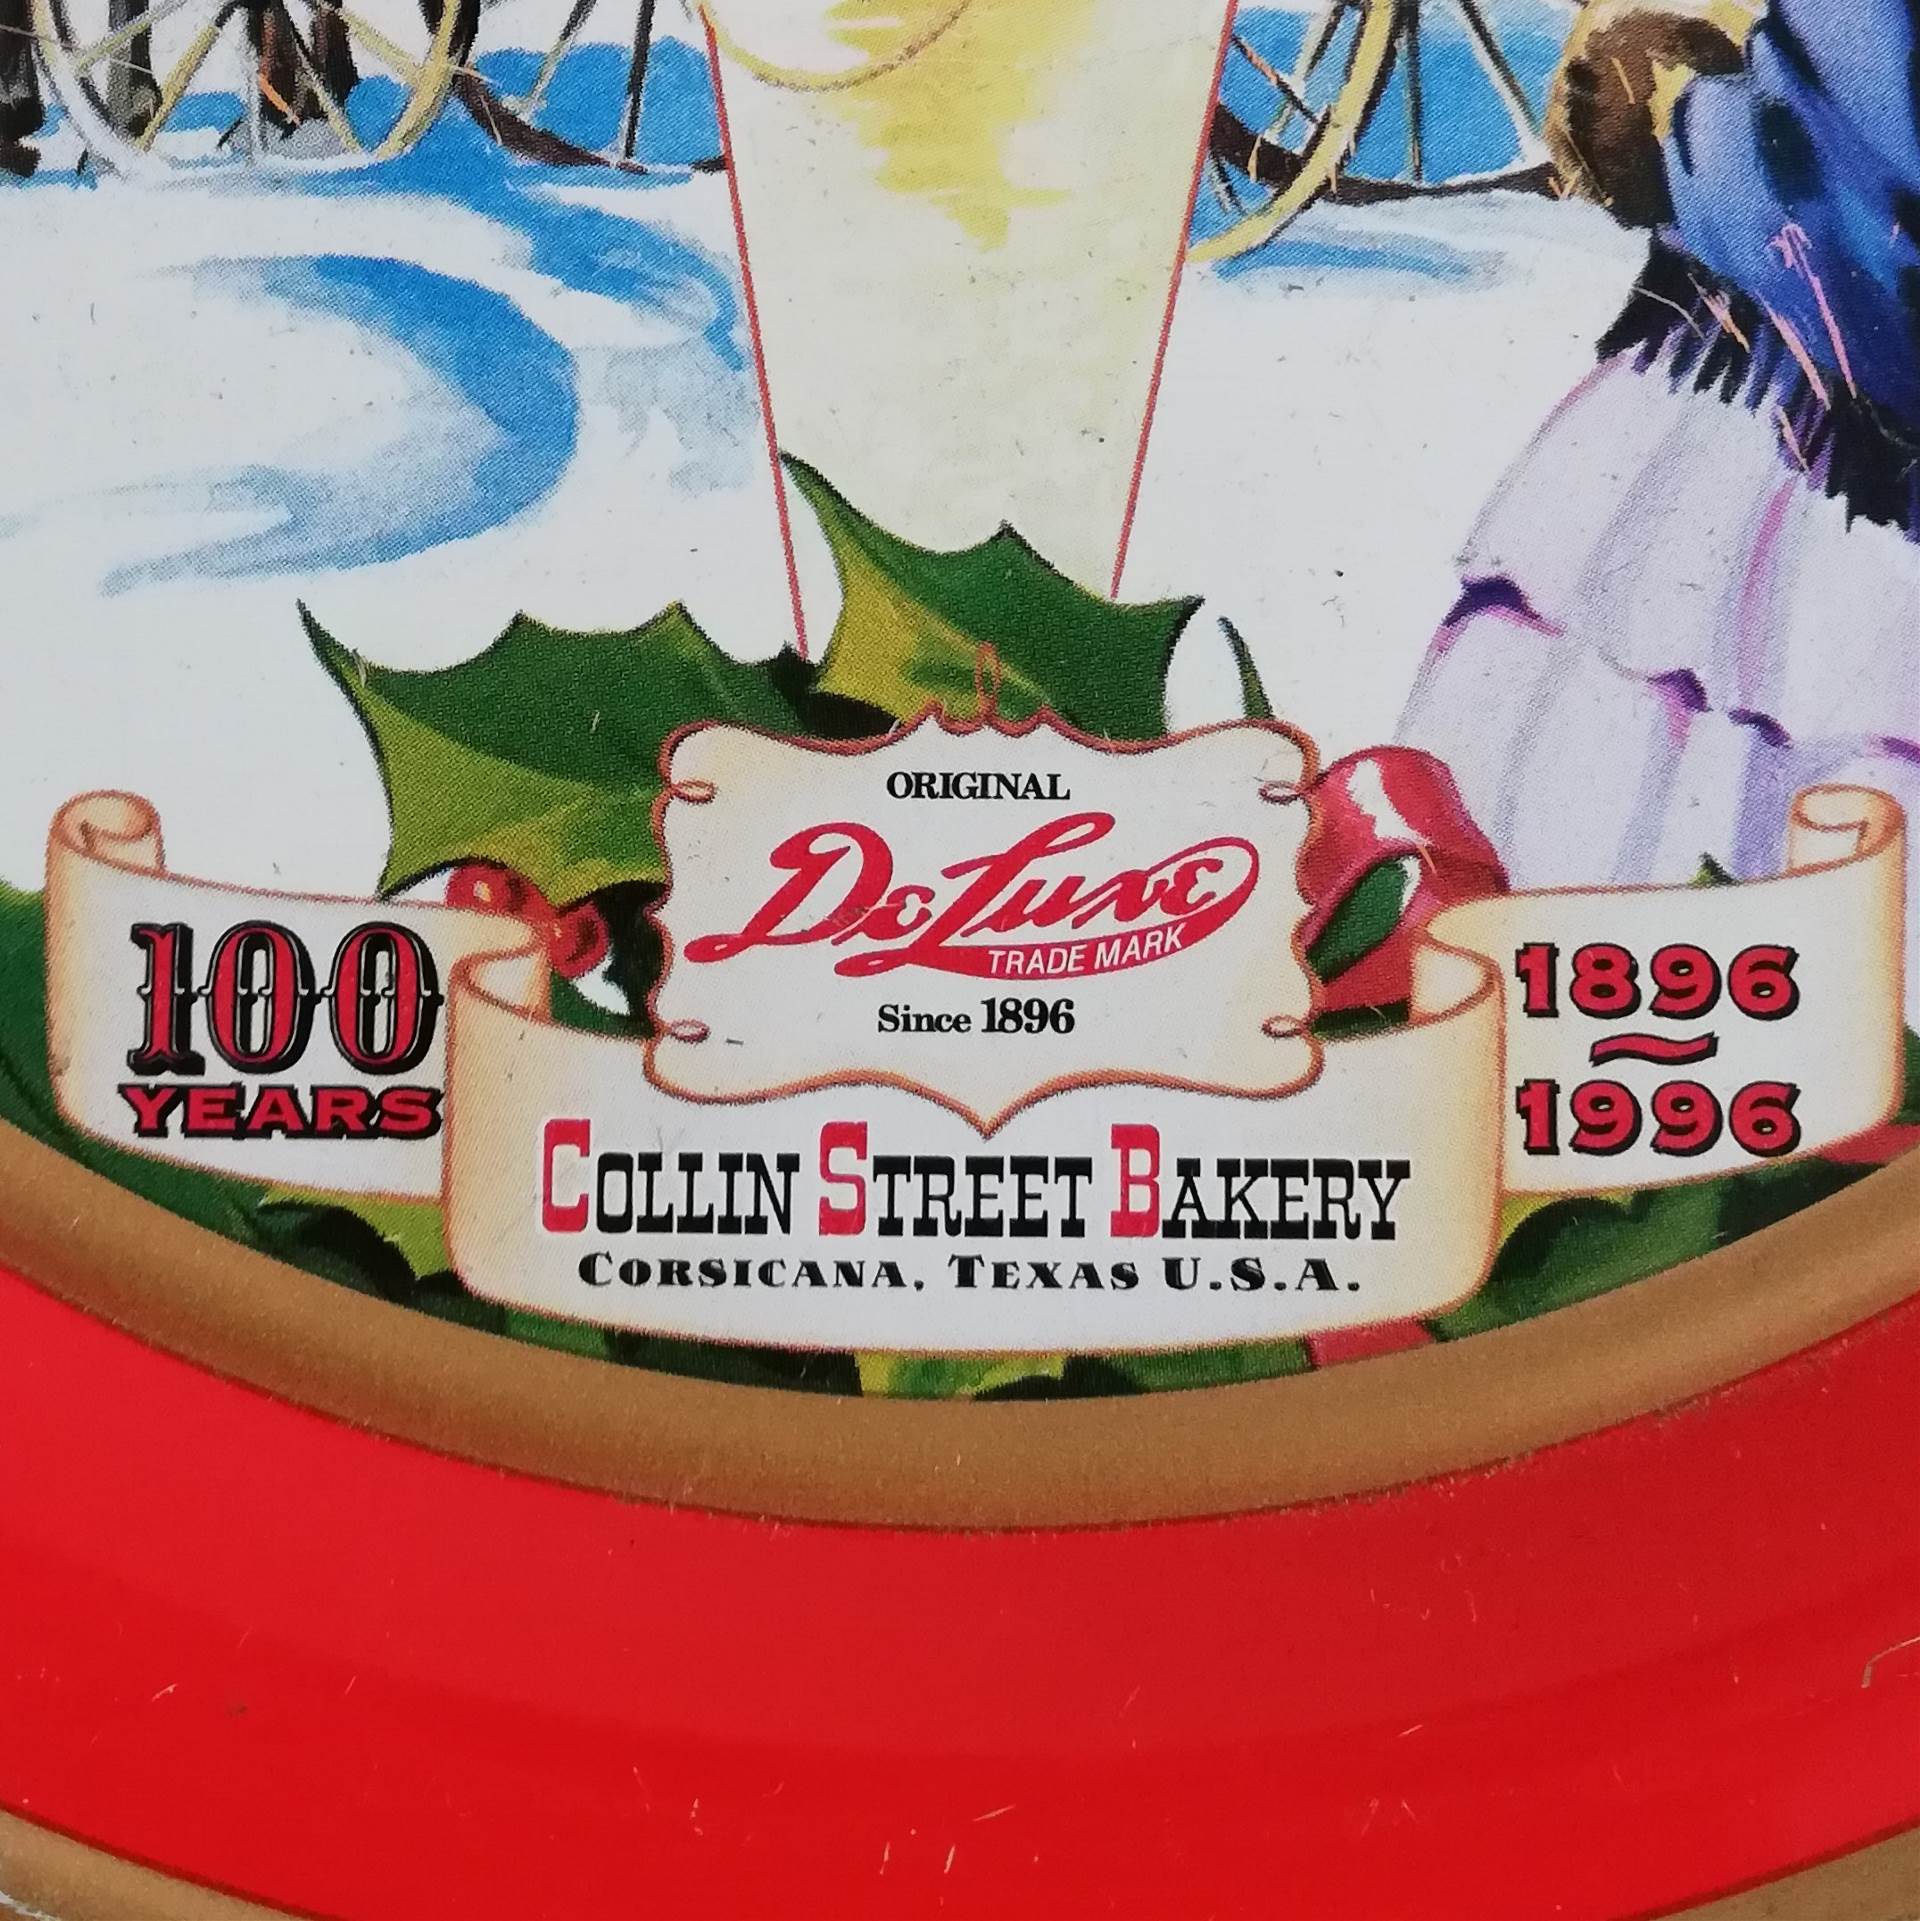 ORIGINAL
DeLuxe
TRADE MARK
Since 1896
100
YEARS
1896
~
1996
COLLIN STREET BAKERY
CORSICANA, TEXAS U.S.A.